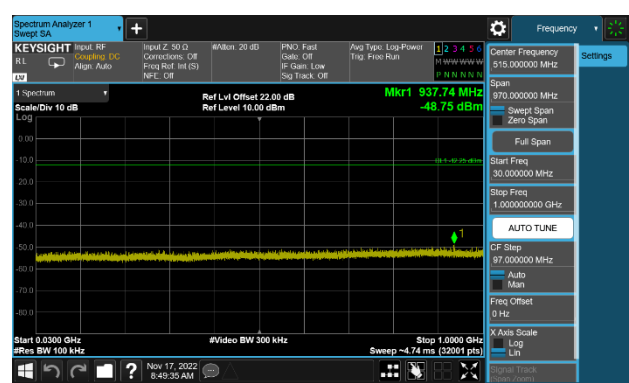 Spectrum Analyzer 1
Swept SA
+
Frequency
KEYSIGHT
R L
Input: RF
Coupling: DC
Align: Auto
Input Z: 50 Ω
Corrections: Off
Freq Ref: Int (S)
NFE: Off
#Atten: 20 dB
PNO: Fast
Gate: Off
IF Gain: Low
Sig Track: Off
Avg Type: Log-Power
Trig: Free Run
1 2 3 4 5 6
M W W W W W
P N N N N N
LW
1 Spectrum
Scale/Div 10 dB
Log
Ref Lvl Offset 22.00 dB
Ref Level 10.00 dBm
Mkr1 937.74 MHz
-48.75 dBm
0.00
-10.0
DL1 -12.75 dBm
-20.0
-30.0
-40.0
1
-50.0
-60.0
-70.0
-80.0
Start 0.0300 GHz
#Res BW 100 kHz
#Video BW 300 kHz
Stop 1.0000 GHz
Sweep ~4.74 ms (32001 pts)
Nov 17, 2022
8:49:35 AM
?
Settings
Center Frequency
515.000000 MHz
Span
970.000000 MHz
Swept Span
Zero Span
Full Span
Start Freq
30.000000 MHz
Stop Freq
1.000000000 GHz
AUTO TUNE
CF Step
97.000000 MHz
Auto
Man
Freq Offset
0 Hz
X Axis Scale
Log
Lin
Signal Track
(Span Zoom)